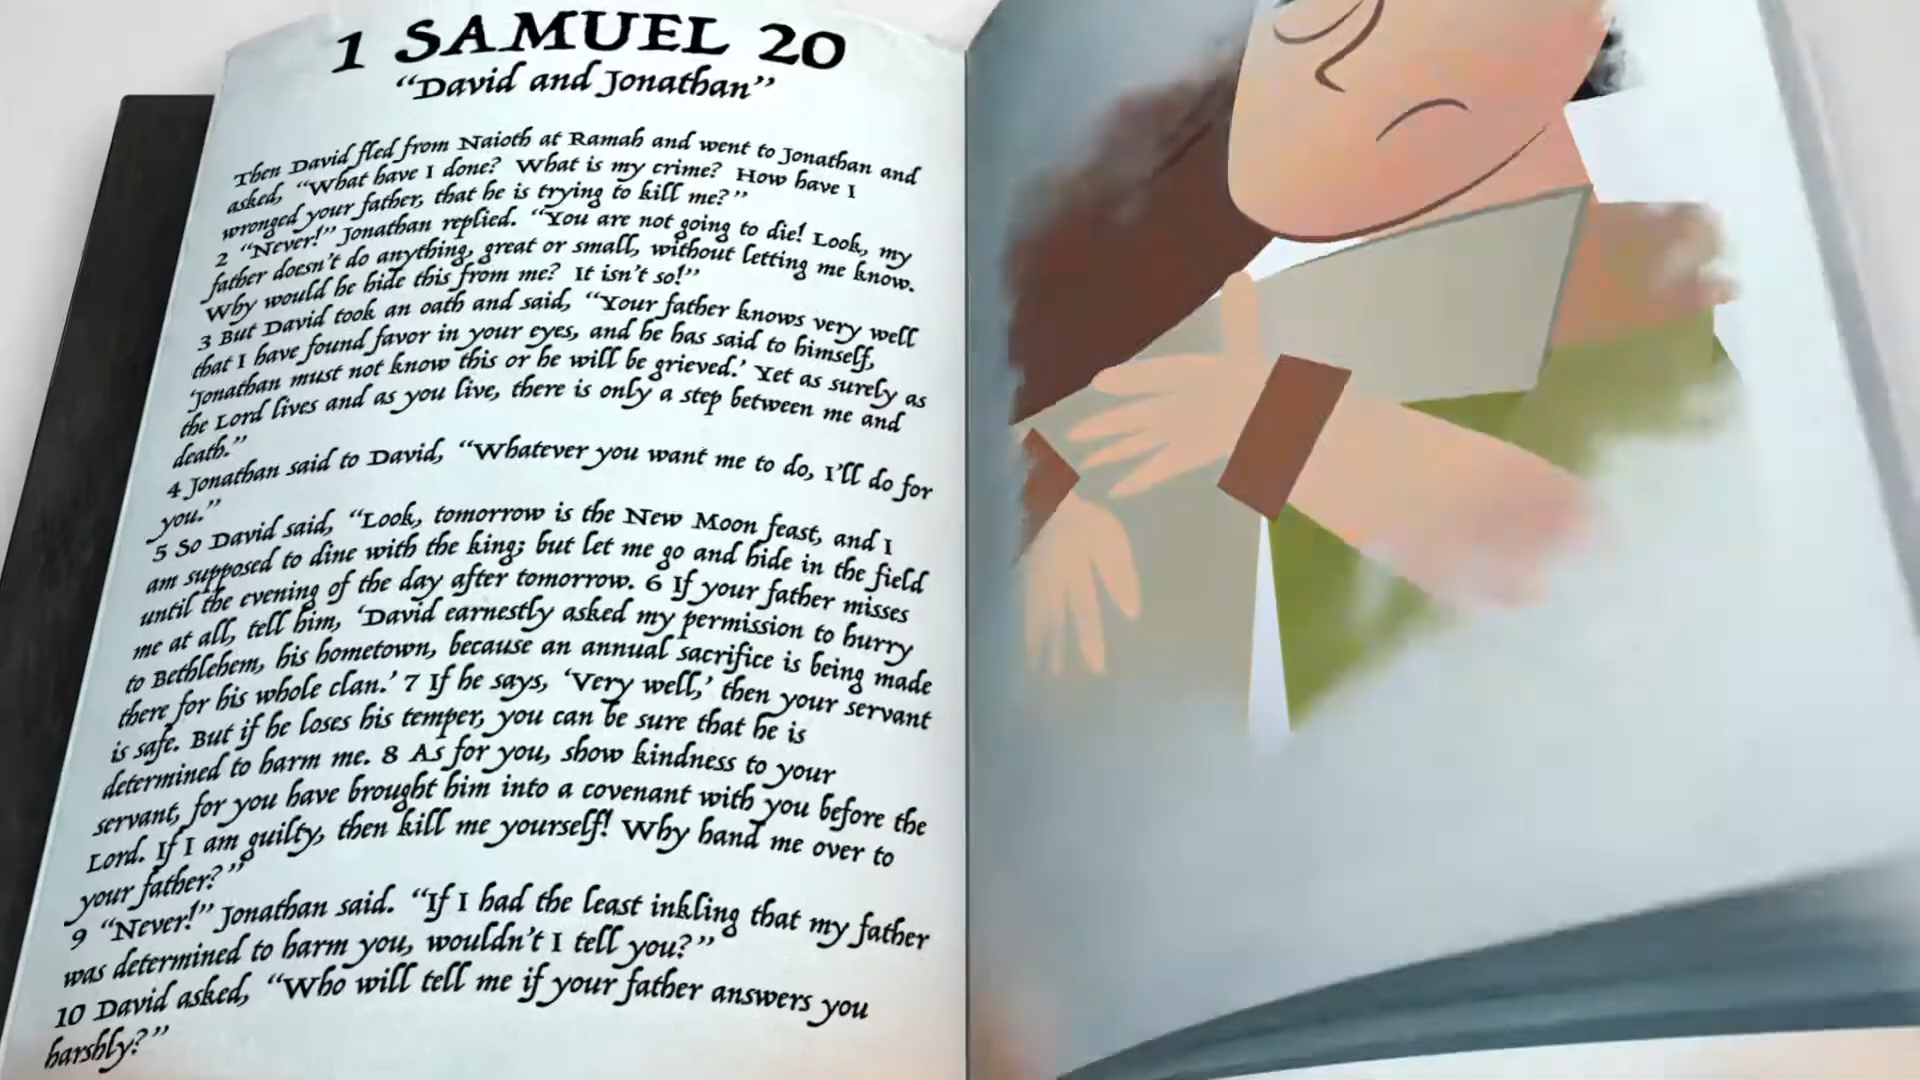 1 SAMUEL 20
“David and Jonathan”
Then David fled from Naioth at Ramah and went to Jonathan and
asked, “What have I done? What is my crime? How have I
wronged your father, that he is trying to kill me?”
2 “Never!” Jonathan replied. “You are not going to die! Look, my
father doesn’t do anything, great or small, without letting me know.
Why would he hide this from me? It isn’t so!”
3 But David took an oath and said, “Your father knows very well
that I have found favor in your eyes, and he has said to himself,
‘Jonathan must not know this or he will be grieved.’ Yet as surely as
the Lord lives and as you live, there is only a step between me and
death.”
4 Jonathan said to David, “Whatever you want me to do, I’ll do for
you.”
5 So David said, “Look, tomorrow is the New Moon feast, and I
am supposed to dine with the king; but let me go and hide in the field
until the evening of the day after tomorrow. 6 If your father misses
me at all, tell him, ‘David earnestly asked my permission to hurry
to Bethlehem, his hometown, because an annual sacrifice is being made
there for his whole clan.’ 7 If he says, ‘Very well,’ then your servant
is safe. But if he loses his temper, you can be sure that he is
determined to harm me. 8 As for you, show kindness to your
servant, for you have brought him into a covenant with you before the
Lord. If I am guilty, then kill me yourself! Why hand me over to
your father?”
9 “Never!” Jonathan said. “If I had the least inkling that my father
was determined to harm you, wouldn’t I tell you?”
10 David asked, “Who will tell me if your father answers you
harshly?”